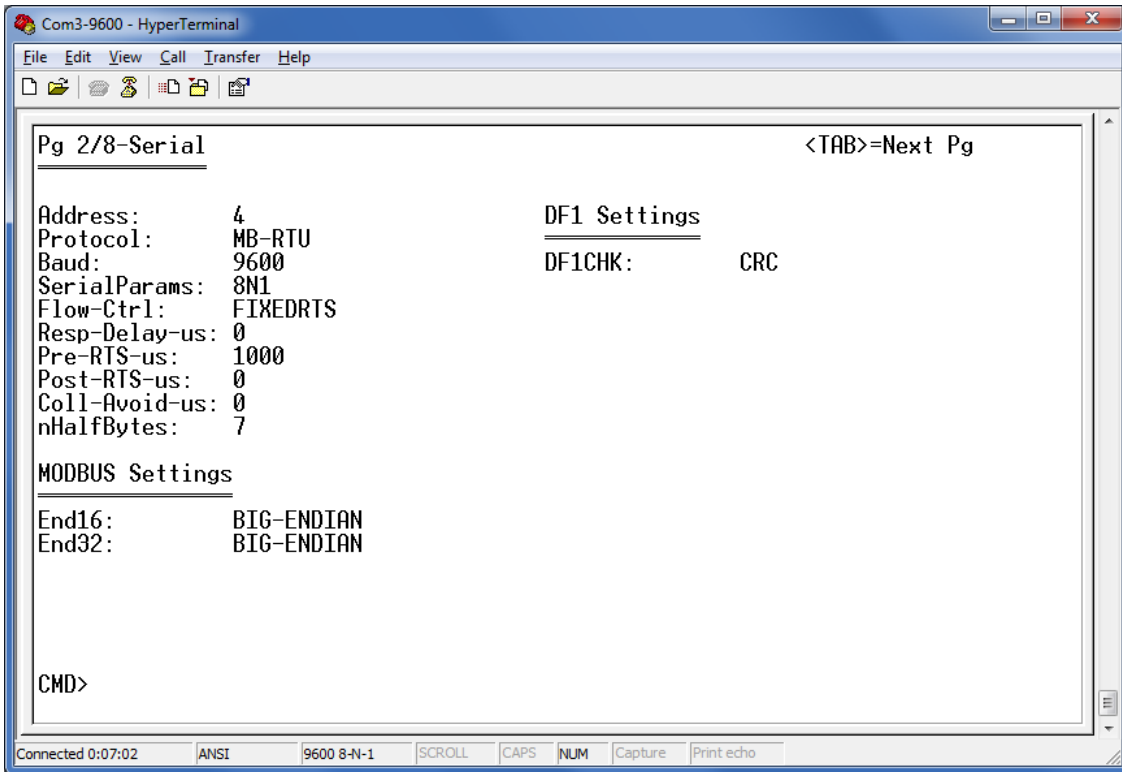 Com3-9600 - HyperTerminal
File Edit View Call Transfer Help
Pg 2/8-Serial <TAB>=Next Pg
Address: 4
Protocol: MB-RTU
Baud: 9600
SerialParams: 8N1
Flow-Ctrl: FIXEDRTS
Resp-Delay-us: 0
Pre-RTS-us: 1000
Post-RTS-us: 0
Coll-Avoid-us: 0
nHalfBytes: 7
DF1 Settings
DF1CHK: CRC
MODBUS Settings
End16: BIG-ENDIAN
End32: BIG-ENDIAN
CMD>
Connected 0:07:02 ANSI 9600 8-N-1 SCROLL CAPS NUM Capture Print echo